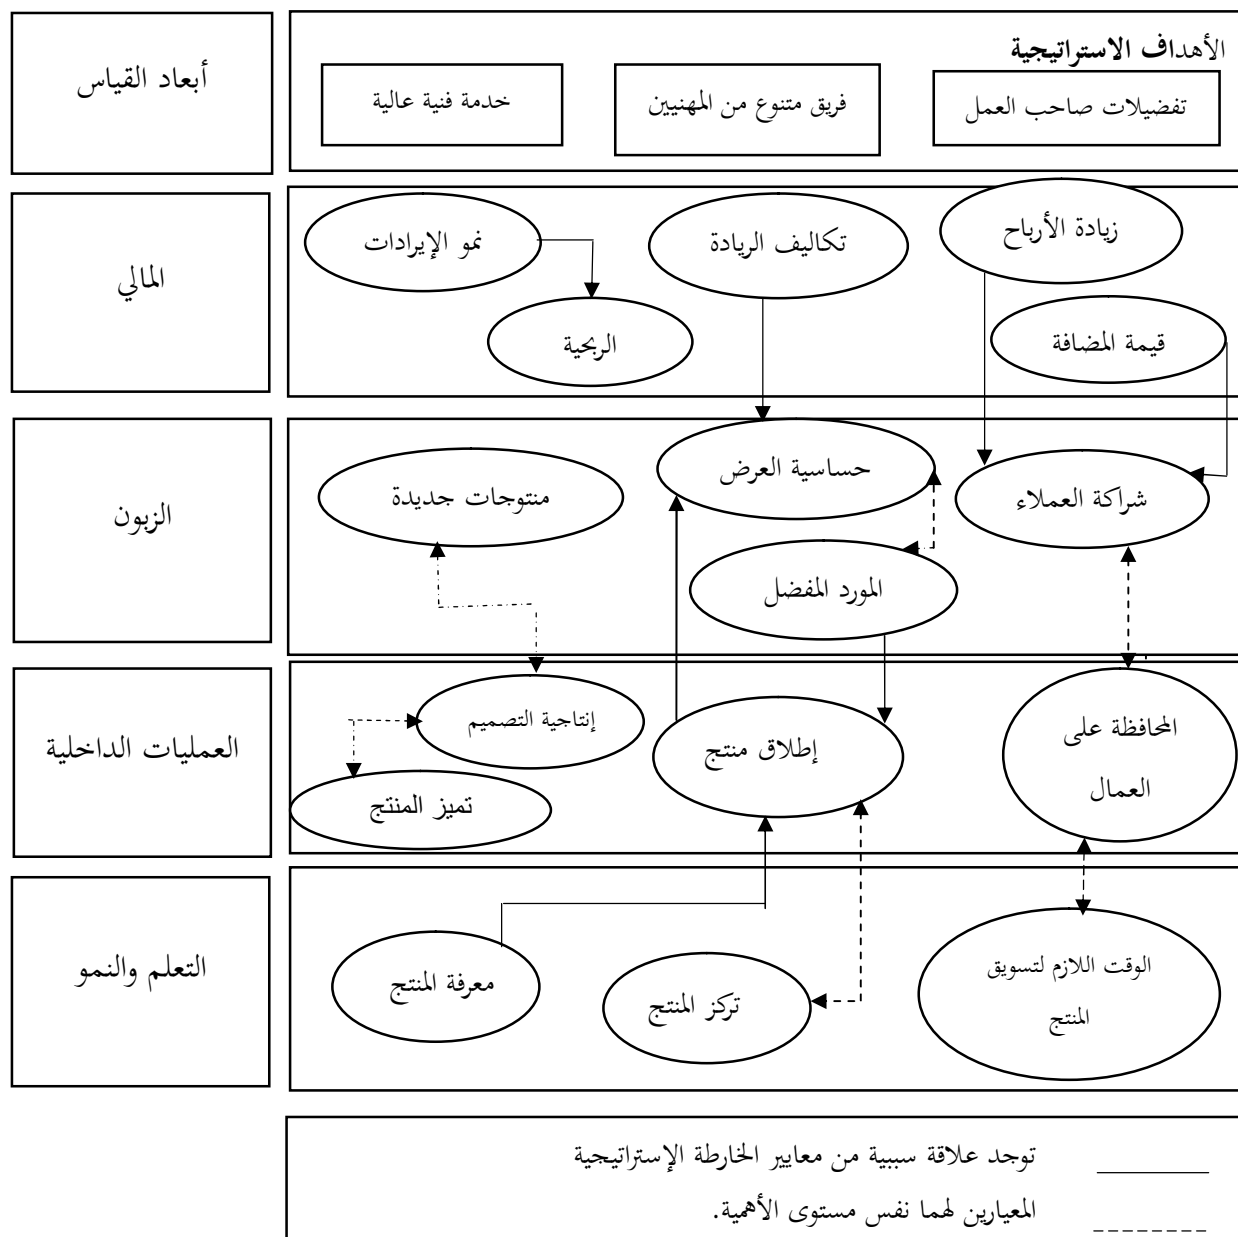 أبعاد القياس
الأهداف الاستراتيجية
تفضيلات صاحب العمل
فريق متنوع من المهنيين
خدمة فنية عالية
المالي
زيادة الأرباح
تكاليف الريادة
نمو الإيرادات
قيمة المضافة
الربحية
الزبون
شراكة العملاء
حساسية العرض
منتوجات جديدة
المورد المفضل
العمليات الداخلية
المحافظة على
العمال
إطلاق منتج
إنتاجية التصميم
تميز المنتج
التعلم والنمو
الوقت اللازم لتسويق
المنتج
تركز المنتج
معرفة المنتج
توجد علاقة سببية من معايير الخارطة الإستراتيجية
المعيارين لهما نفس مستوى الأهمية.